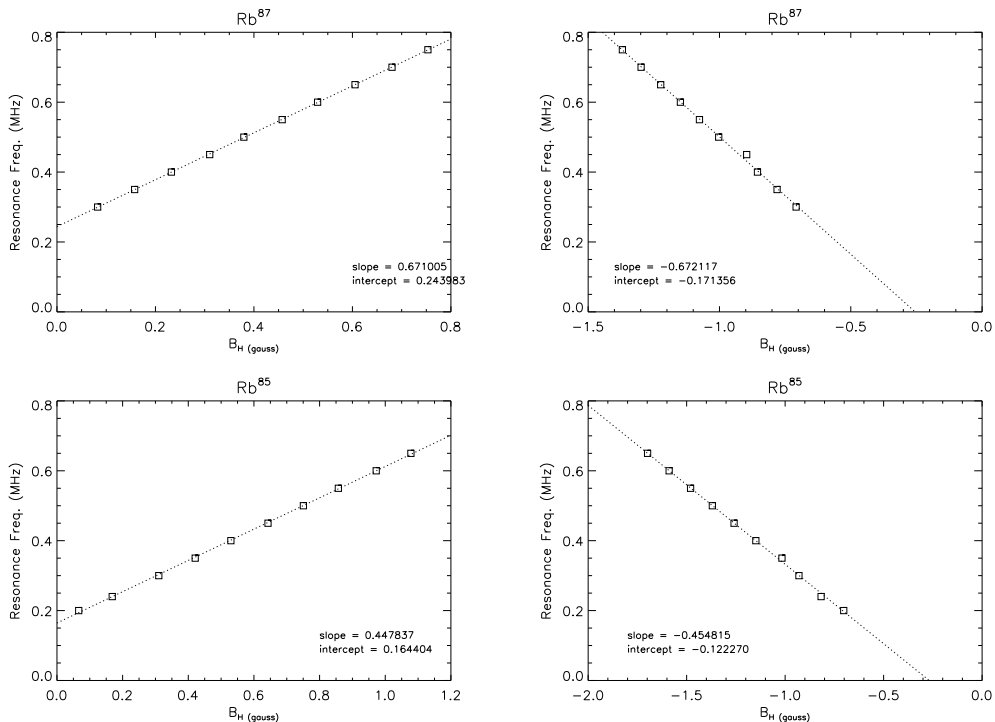 Rb87
0.8
0.6
0.4
0.2
0.0
Resonance Freq. (MHz)
slope = 0.671005
intercept = 0.243983
0.0 0.2 0.4 0.6 0.8
BH (gauss)
Rb87
0.8
0.6
0.4
0.2
0.0
Resonance Freq. (MHz)
slope = −0.672117
intercept = −0.171356
−1.5 −1.0 −0.5 0.0
BH (gauss)
Rb85
0.8
0.6
0.4
0.2
0.0
Resonance Freq. (MHz)
slope = 0.447837
intercept = 0.164404
0.0 0.2 0.4 0.6 0.8 1.0 1.2
BH (gauss)
Rb85
0.8
0.6
0.4
0.2
0.0
Resonance Freq. (MHz)
slope = −0.454815
intercept = −0.122270
−2.0 −1.5 −1.0 −0.5 0.0
BH (gauss)